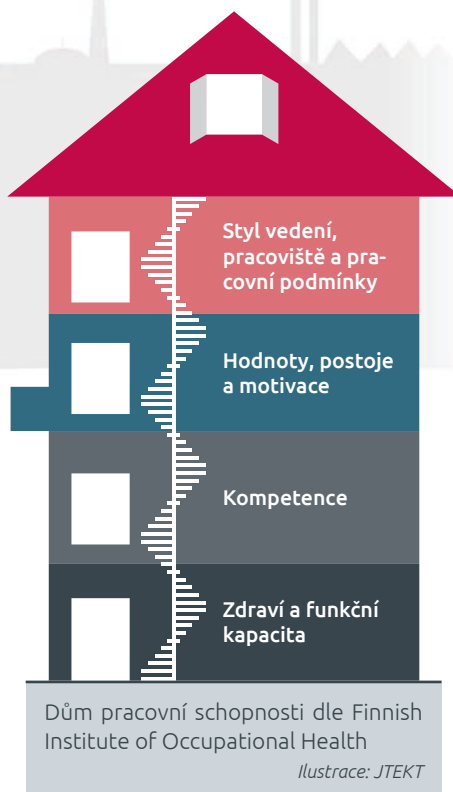 Styl vedení,
pracoviště a pra-
covní podmínky
Hodnoty, postoje
a motivace
Kompetence
Zdraví a funkční
kapacita
Dům pracovní schopnosti dle Finnish
Institute of Occupational Health
Ilustrace: JTEKT